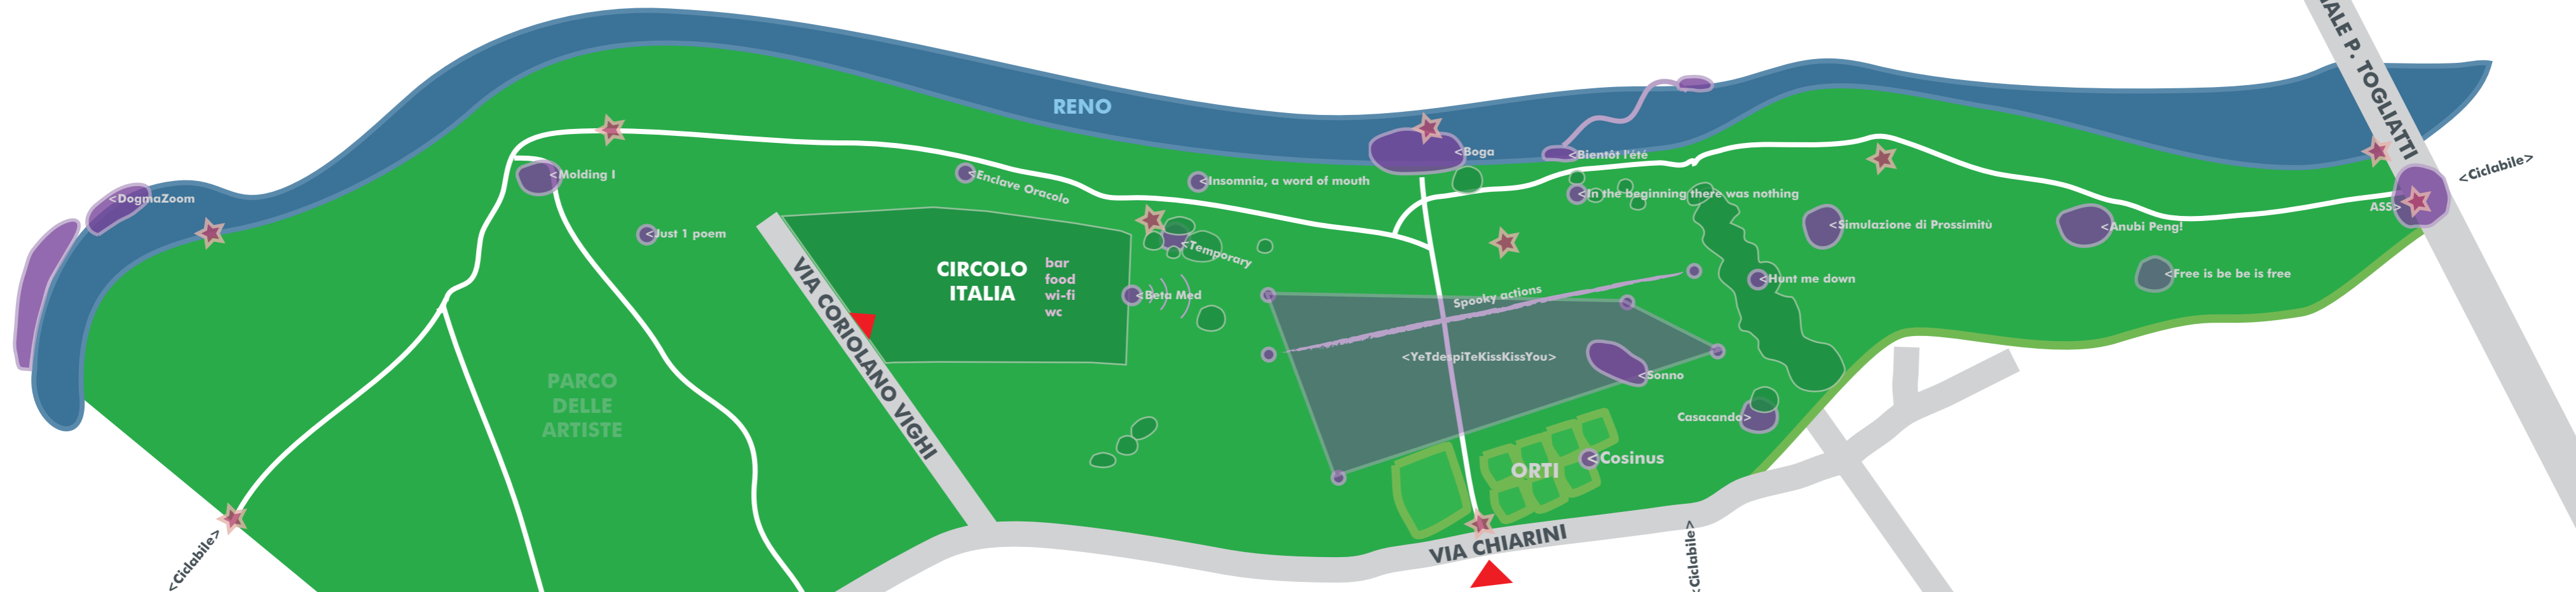 RENO
<DogmaZoom
<Molding I
<Just 1 poem
<Enclave Oracolo
<Insomnia, a word of mouth
<Boga
<Bientôt l'été
<In the beginning there was nothing
<Simulazione di Prossimitù
<Anubi Peng!
ASS>
<Ciclabile>
ALE P. TOGLIATTI
<Free is be be is free
<Hunt me down
<Temporary
<Beta Med
CIRCOLO
ITALIA
bar
food
wi-fi
wc
VIA CORIOLANO VIGHI
Spooky actions
<YeTdespiTeKissKissYou>
<Sonno
Casacando>
PARCO
DELLE
ARTISTE
ORTI
<Cosinus
VIA CHIARINI
<Ciclabile>
<Ciclabile>